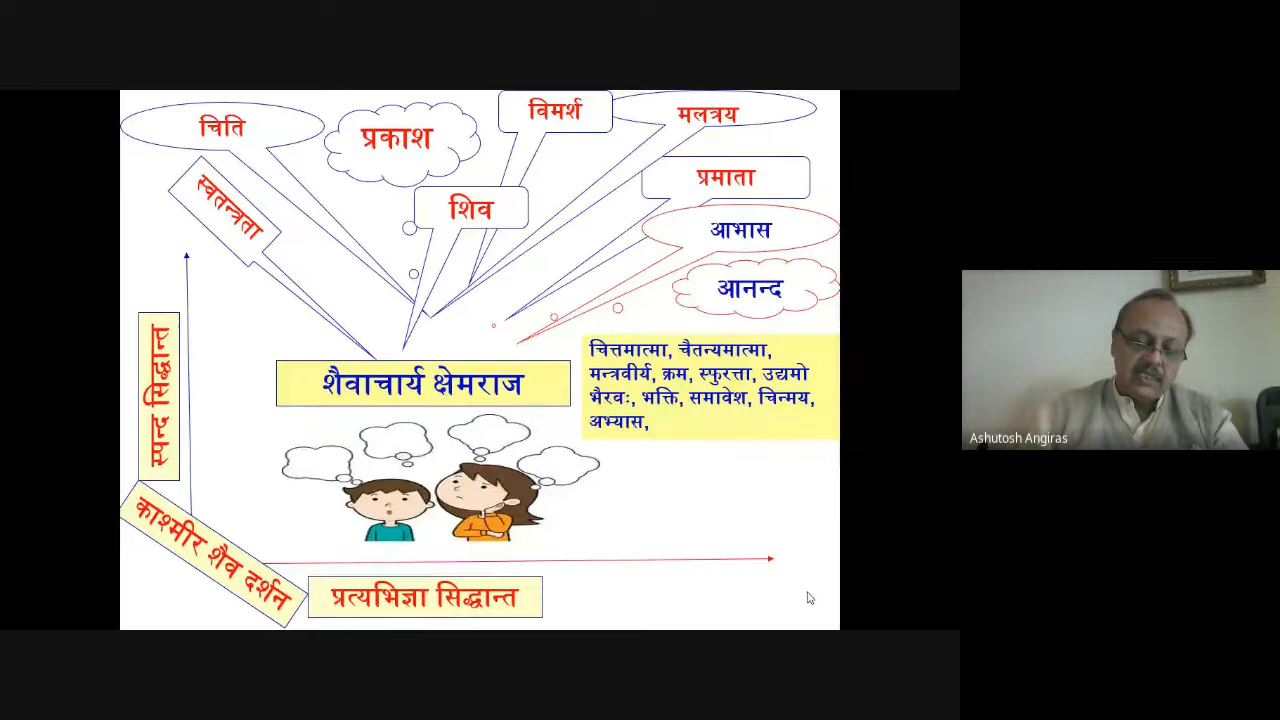 चिति
प्रकाश
विमर्श
मलत्रय
स्वतन्त्रता
शिव
प्रमाता
आभास
आनन्द
चित्तमात्मा, चैतन्यमात्मा,
मन्त्रवीर्य, क्रम, स्फुरत्ता, उद्यमो
भैरवः, भक्ति, समावेश, चिन्मय,
अभ्यास,
शैवाचार्य क्षेमराज
स्पन्द सिद्धान्त
काश्मीर शैव दर्शन
प्रत्यभिज्ञा सिद्धान्त
Ashutosh Angiras